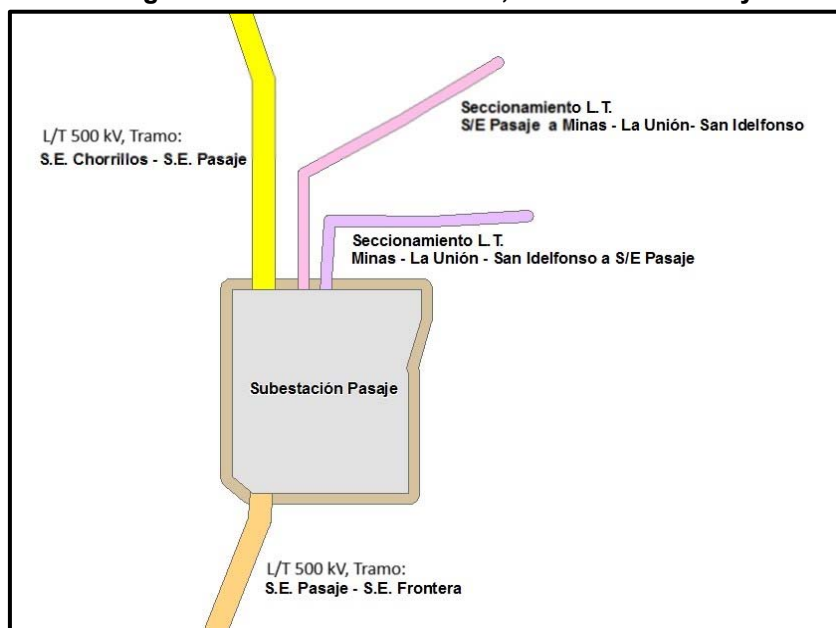 L/T 500 kV, Tramo:
S.E. Chorrillos - S.E. Pasaje
Seccionamiento L.T.
S/E Pasaje a Minas - La Unión- San Idelfonso
Seccionamiento L.T.
Minas - La Unión - San Idelfonso a S/E Pasaje
Subestación Pasaje
L/T 500 kV, Tramo:
S.E. Pasaje - S.E. Frontera